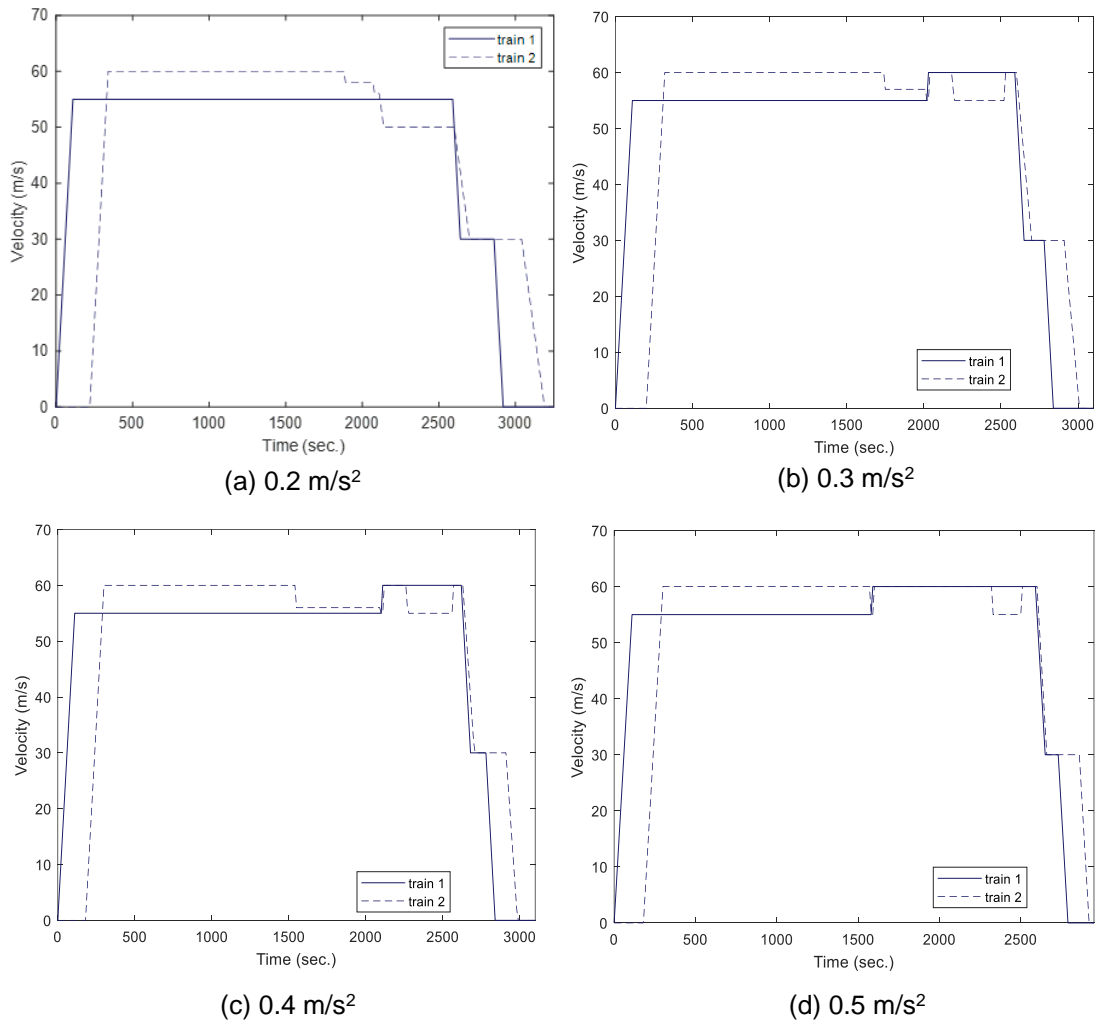 70
60
50
40
30
20
10
0
Velocity (m/s)
0 500 1000 1500 2000 2500 3000
Time (sec.)
train 1
train 2
(a) 0.2 m/s²
70
60
50
40
30
20
10
0
Velocity (m/s)
0 500 1000 1500 2000 2500 3000
Time (sec.)
train 1
train 2
(b) 0.3 m/s²
70
60
50
40
30
20
10
0
Velocity (m/s)
0 500 1000 1500 2000 2500 3000
Time (sec.)
train 1
train 2
(c) 0.4 m/s²
70
60
50
40
30
20
10
0
Velocity (m/s)
0 500 1000 1500 2000 2500
Time (sec.)
train 1
train 2
(d) 0.5 m/s²